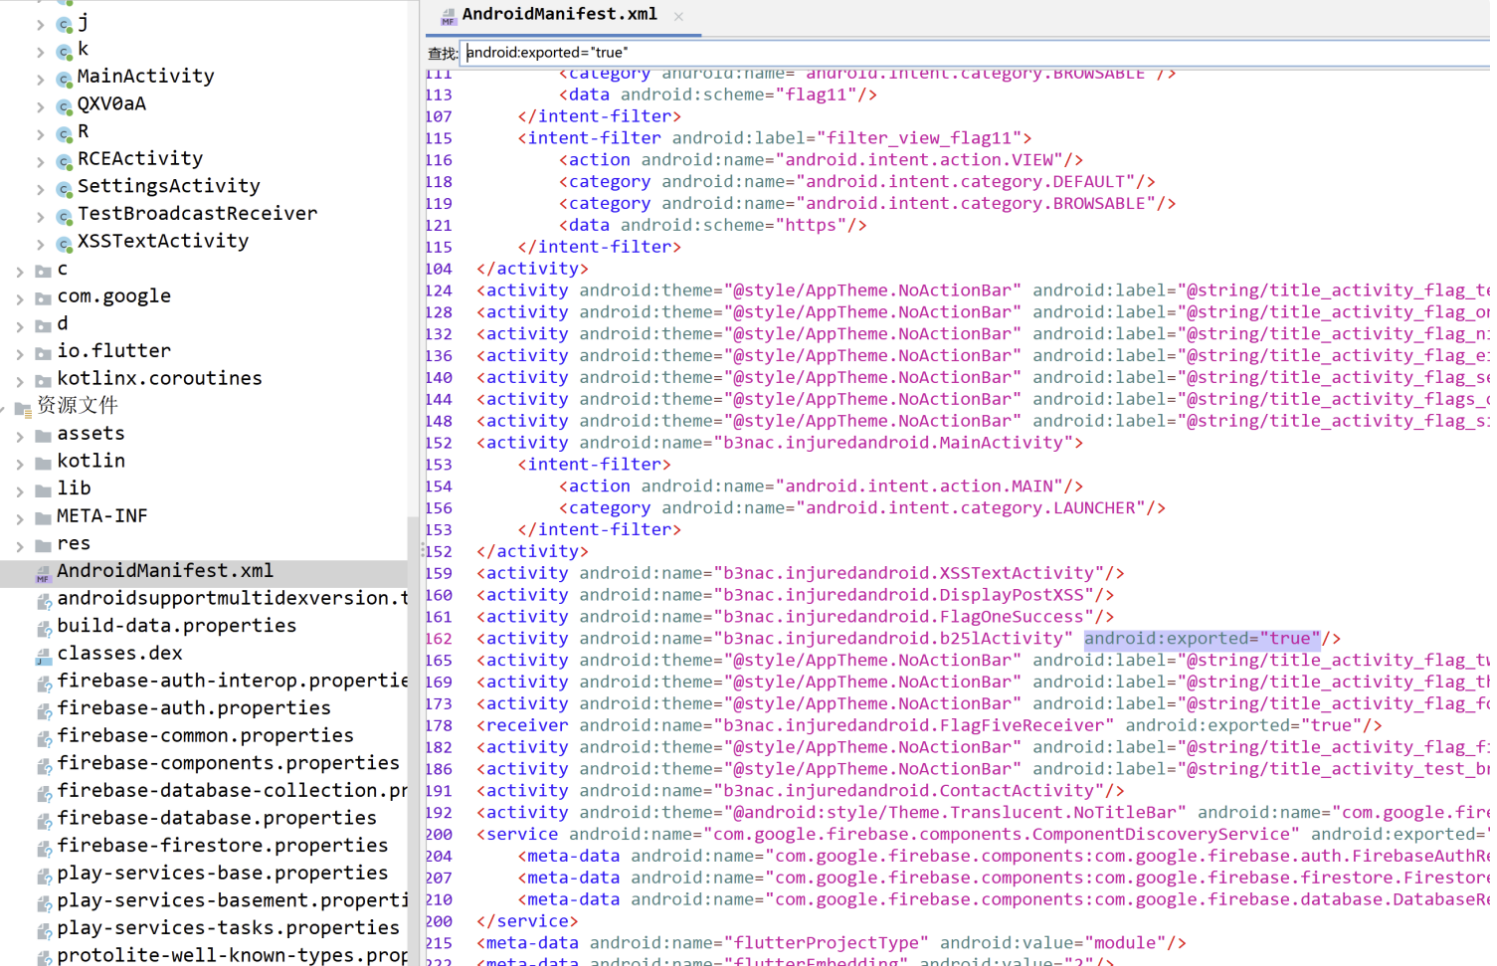 j
k
MainActivity
QXV0aA
R
RCEActivity
SettingsActivity
TestBroadcastReceiver
XSSTextActivity
c
com.google
d
io.flutter
kotlinx.coroutines
资源文件
assets
kotlin
lib
META-INF
res
AndroidManifest.xml
androidsupportmultidexversion.t
build-data.properties
classes.dex
firebase-auth-interop.propertie
firebase-auth.properties
firebase-common.properties
firebase-components.properties
firebase-database-collection.pr
firebase-database.properties
firebase-firestore.properties
play-services-base.properties
play-services-basement.properti
play-services-tasks.properties
protolite-well-known-types.prop
AndroidManifest.xml
查找: android:exported="true"
111 <category android:name="android.intent.category.BROWSABLE"/>
113 <data android:scheme="flag11"/>
107 </intent-filter>
115 <intent-filter android:label="filter_view_flag11">
116 <action android:name="android.intent.action.VIEW"/>
118 <category android:name="android.intent.category.DEFAULT"/>
119 <category android:name="android.intent.category.BROWSABLE"/>
121 <data android:scheme="https"/>
115 </intent-filter>
104 </activity>
124 <activity android:theme="@style/AppTheme.NoActionBar" android:label="@string/title_activity_flag_te
128 <activity android:theme="@style/AppTheme.NoActionBar" android:label="@string/title_activity_flag_on
132 <activity android:theme="@style/AppTheme.NoActionBar" android:label="@string/title_activity_flag_ni
136 <activity android:theme="@style/AppTheme.NoActionBar" android:label="@string/title_activity_flag_ei
140 <activity android:theme="@style/AppTheme.NoActionBar" android:label="@string/title_activity_flag_se
144 <activity android:theme="@style/AppTheme.NoActionBar" android:label="@string/title_activity_flags_o
148 <activity android:theme="@style/AppTheme.NoActionBar" android:label="@string/title_activity_flag_si
152 <activity android:name="b3nac.injuredandroid.MainActivity">
153 <intent-filter>
154 <action android:name="android.intent.action.MAIN"/>
156 <category android:name="android.intent.category.LAUNCHER"/>
153 </intent-filter>
152 </activity>
159 <activity android:name="b3nac.injuredandroid.XSSTextActivity"/>
160 <activity android:name="b3nac.injuredandroid.DisplayPostXSS"/>
161 <activity android:name="b3nac.injuredandroid.FlagOneSuccess"/>
162 <activity android:name="b3nac.injuredandroid.b25lActivity" android:exported="true"/>
165 <activity android:theme="@style/AppTheme.NoActionBar" android:label="@string/title_activity_flag_tw
169 <activity android:theme="@style/AppTheme.NoActionBar" android:label="@string/title_activity_flag_th
173 <activity android:theme="@style/AppTheme.NoActionBar" android:label="@string/title_activity_flag_fo
178 <receiver android:name="b3nac.injuredandroid.FlagFiveReceiver" android:exported="true"/>
182 <activity android:theme="@style/AppTheme.NoActionBar" android:label="@string/title_activity_flag_fi
186 <activity android:theme="@style/AppTheme.NoActionBar" android:label="@string/title_activity_test_br
191 <activity android:name="b3nac.injuredandroid.ContactActivity"/>
192 <activity android:theme="@android:style/Theme.Translucent.NoTitleBar" android:name="com.google.fire
200 <service android:name="com.google.firebase.components.ComponentDiscoveryService" android:exported="
204 <meta-data android:name="com.google.firebase.components:com.google.firebase.auth.FirebaseAuthRe
207 <meta-data android:name="com.google.firebase.components:com.google.firebase.firestore.Firestore
210 <meta-data android:name="com.google.firebase.components:com.google.firebase.database.DatabaseRe
200 </service>
215 <meta-data android:name="flutterProjectType" android:value="module"/>
222 <meta-data android:name="flutterEmbedding" android:value="2"/>